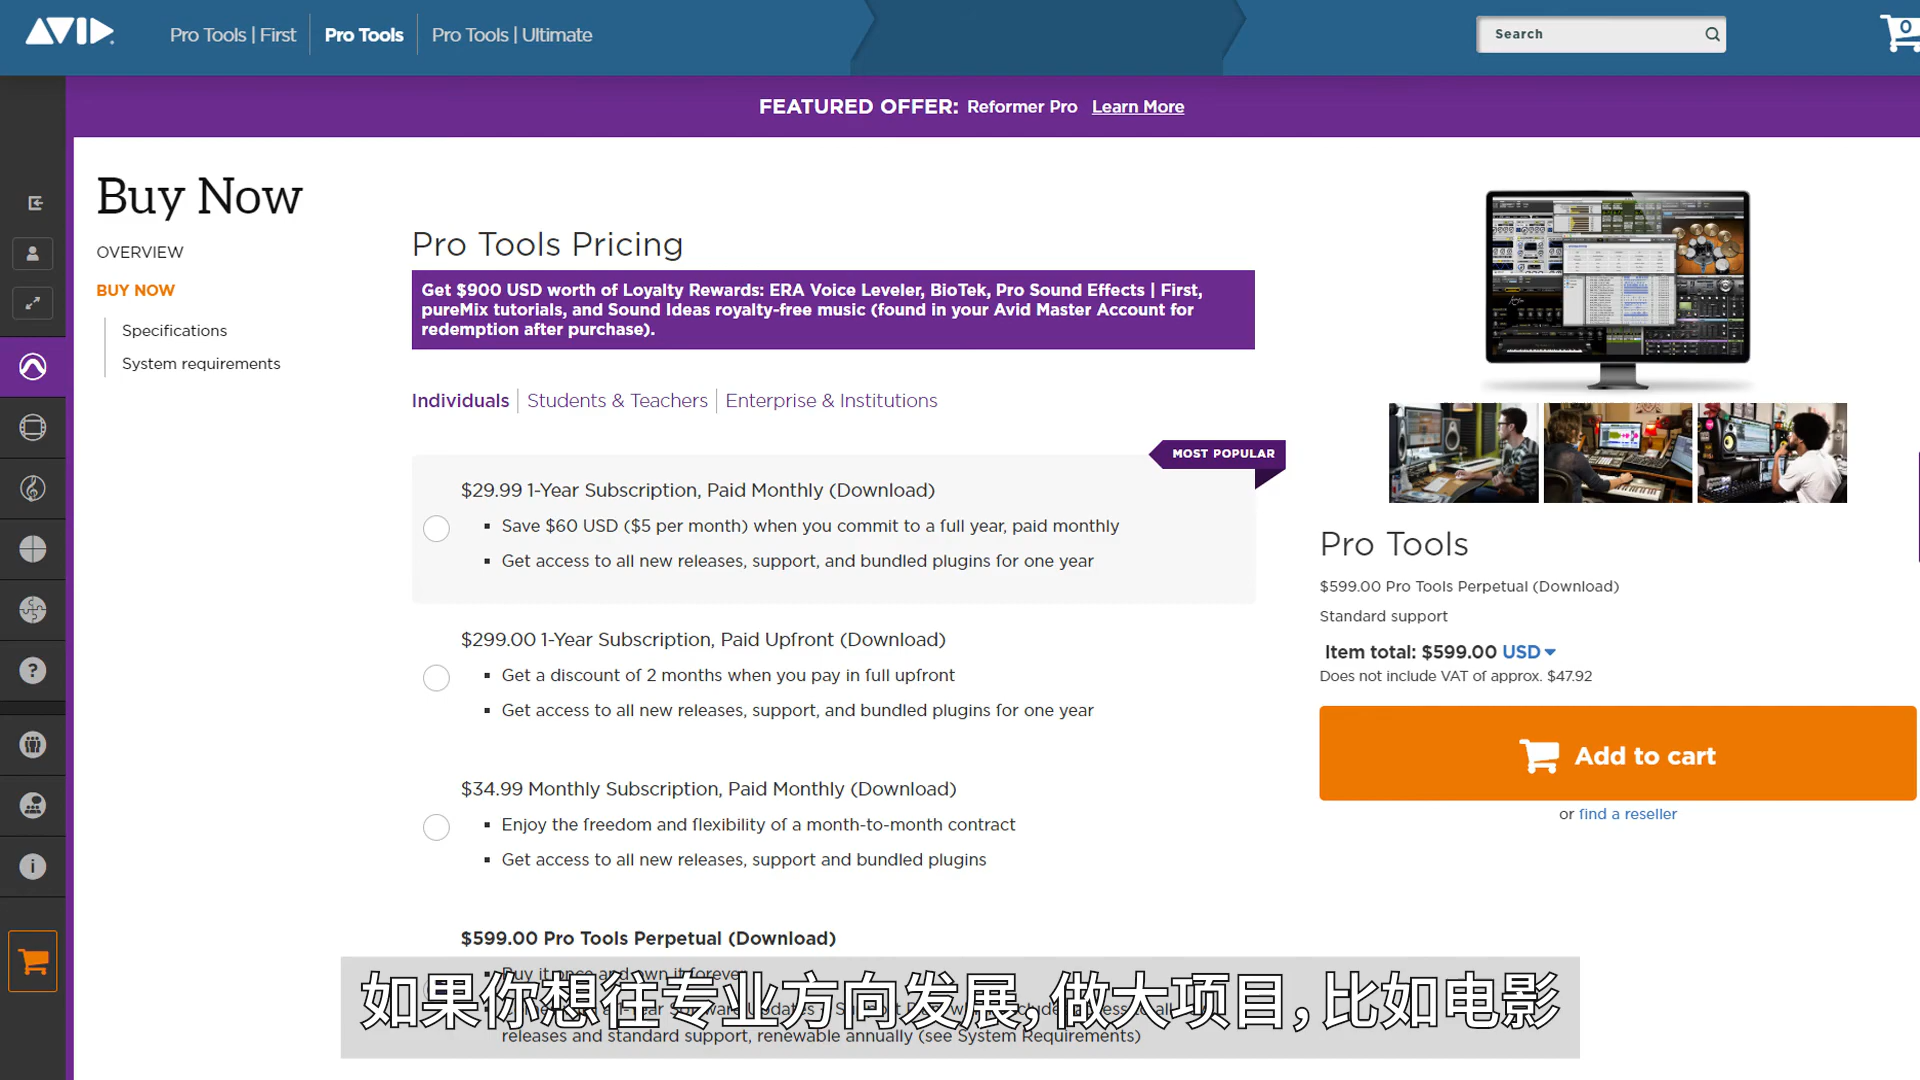 AVID
Pro Tools | First
Pro Tools
Pro Tools | Ultimate
Search
0
FEATURED OFFER: Reformer Pro Learn More
Buy Now
OVERVIEW
BUY NOW
Specifications
System requirements
Pro Tools Pricing
Get $900 USD worth of Loyalty Rewards: ERA Voice Leveler, BioTek, Pro Sound Effects | First,
pureMix tutorials, and Sound Ideas royalty-free music (found in your Avid Master Account for
redemption after purchase).
Individuals
Students & Teachers
Enterprise & Institutions
MOST POPULAR
$29.99 1-Year Subscription, Paid Monthly (Download)
Save $60 USD ($5 per month) when you commit to a full year, paid monthly
Get access to all new releases, support, and bundled plugins for one year
$299.00 1-Year Subscription, Paid Upfront (Download)
Get a discount of 2 months when you pay in full upfront
Get access to all new releases, support, and bundled plugins for one year
$34.99 Monthly Subscription, Paid Monthly (Download)
Enjoy the freedom and flexibility of a month-to-month contract
Get access to all new releases, support and bundled plugins
$599.00 Pro Tools Perpetual (Download)
Buy it once and own it forever
releases and standard support, renewable annually (see System Requirements)
Pro Tools
$599.00 Pro Tools Perpetual (Download)
Standard support
Item total: $599.00 USD
Does not include VAT of approx. $47.92
Add to cart
or find a reseller
如果你想往专业方向发展,做大项目,比如电影